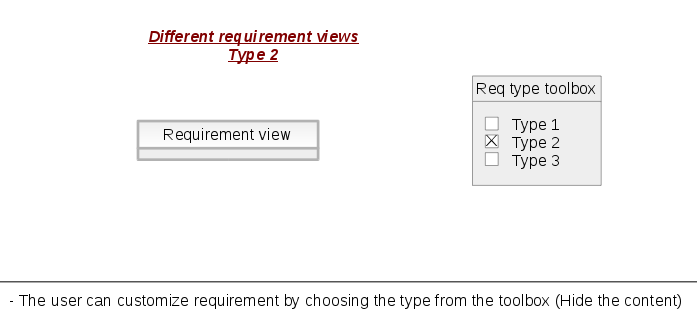 Different requirement views
Type 2
Req type toolbox
Requirement view
Type 1
Type 2
Type 3
- The user can customize requirement by choosing the type from the toolbox (Hide the content)